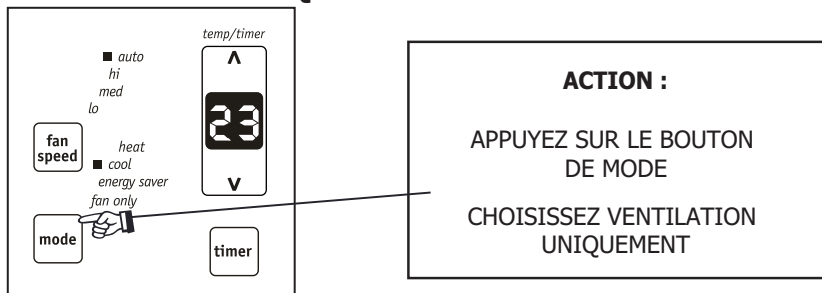 temp/timer
auto
hi
med
lo
23
fan
speed
heat
cool
energy saver
fan only
mode
timer
ACTION :
APPUYEZ SUR LE BOUTON
DE MODE
CHOISISSEZ VENTILATION
UNIQUEMENT